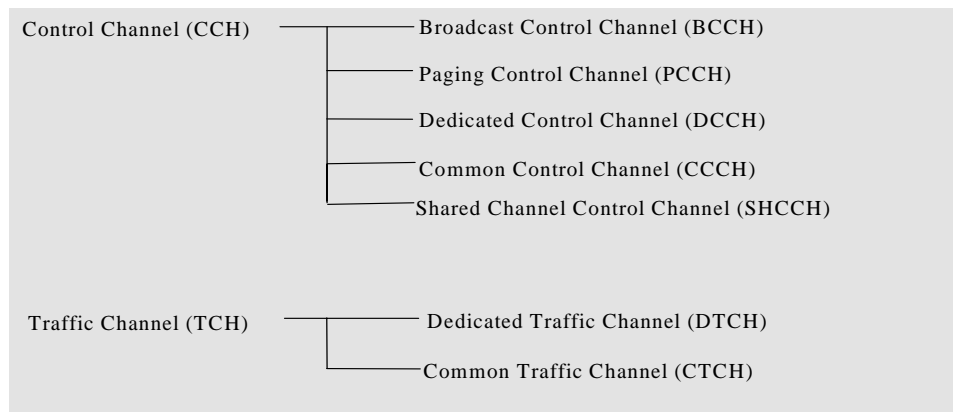 Control Channel (CCH)
Broadcast Control Channel (BCCH)
Paging Control Channel (PCCH)
Dedicated Control Channel (DCCH)
Common Control Channel (CCCH)
Shared Channel Control Channel (SHCCH)
Traffic Channel (TCH)
Dedicated Traffic Channel (DTCH)
Common Traffic Channel (CTCH)